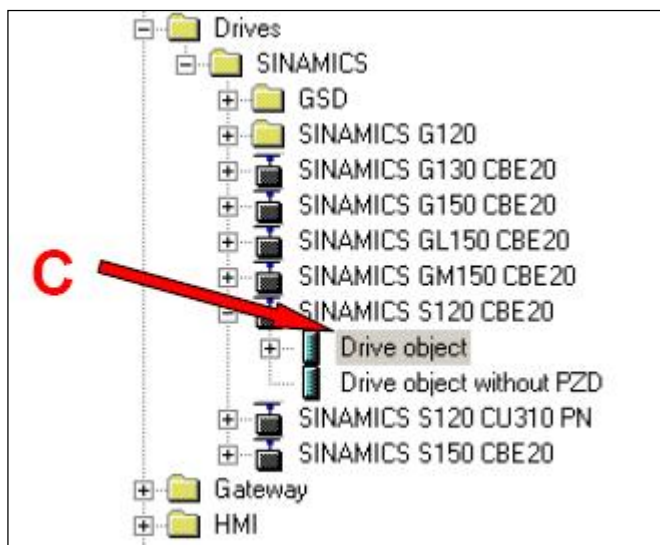 Drives
SINAMICS
GSD
SINAMICS G120
SINAMICS G130 CBE20
SINAMICS G150 CBE20
SINAMICS GL150 CBE20
SINAMICS GM150 CBE20
C
SINAMICS S120 CBE20
Drive object
Drive object without PZD
SINAMICS S120 CU310 PN
SINAMICS S150 CBE20
Gateway
HMI